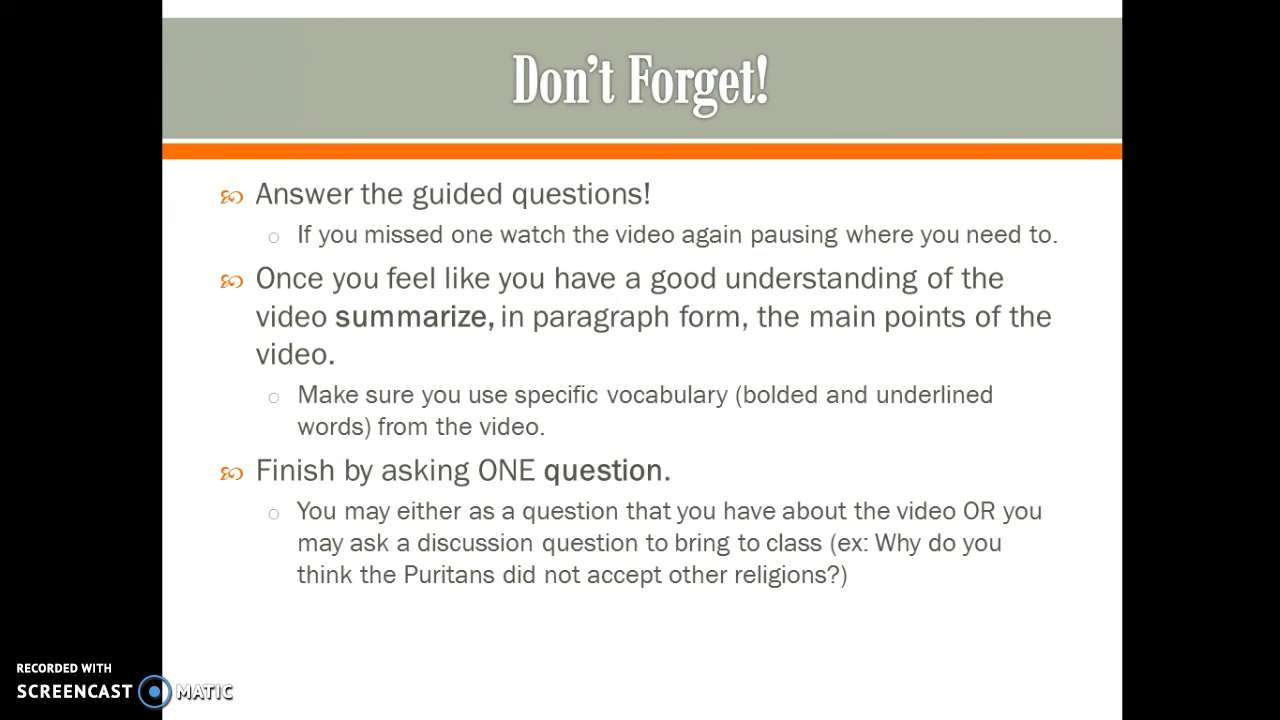 Don't Forget!
Answer the guided questions!
If you missed one watch the video again pausing where you need to.
Once you feel like you have a good understanding of the
video summarize, in paragraph form, the main points of the
video.
Make sure you use specific vocabulary (bolded and underlined
words) from the video.
Finish by asking ONE question.
You may either as a question that you have about the video OR you
may ask a discussion question to bring to class (ex: Why do you
think the Puritans did not accept other religions?)
RECORDED WITH
SCREENCAST MATIC